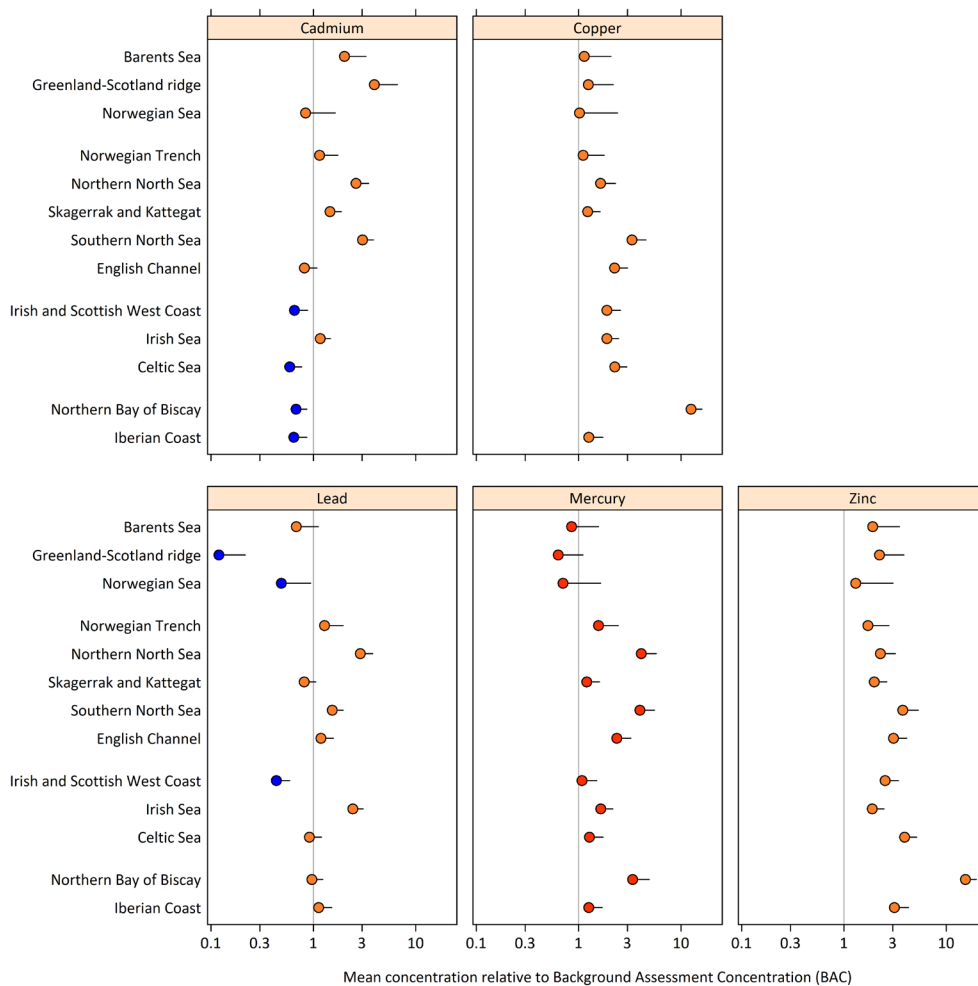 Cadmium Copper
Barents Sea
Greenland-Scotland ridge
Norwegian Sea
Norwegian Trench
Northern North Sea
Skagerrak and Kattegat
Southern North Sea
English Channel
Irish and Scottish West Coast
Irish Sea
Celtic Sea
Northern Bay of Biscay
Iberian Coast
Lead Mercury Zinc
Barents Sea
Greenland-Scotland ridge
Norwegian Sea
Norwegian Trench
Northern North Sea
Skagerrak and Kattegat
Southern North Sea
English Channel
Irish and Scottish West Coast
Irish Sea
Celtic Sea
Northern Bay of Biscay
Iberian Coast
0.1 0.3 1 3 10 0.1 0.3 1 3 10 0.1 0.3 1 3 10
Mean concentration relative to Background Assessment Concentration (BAC)